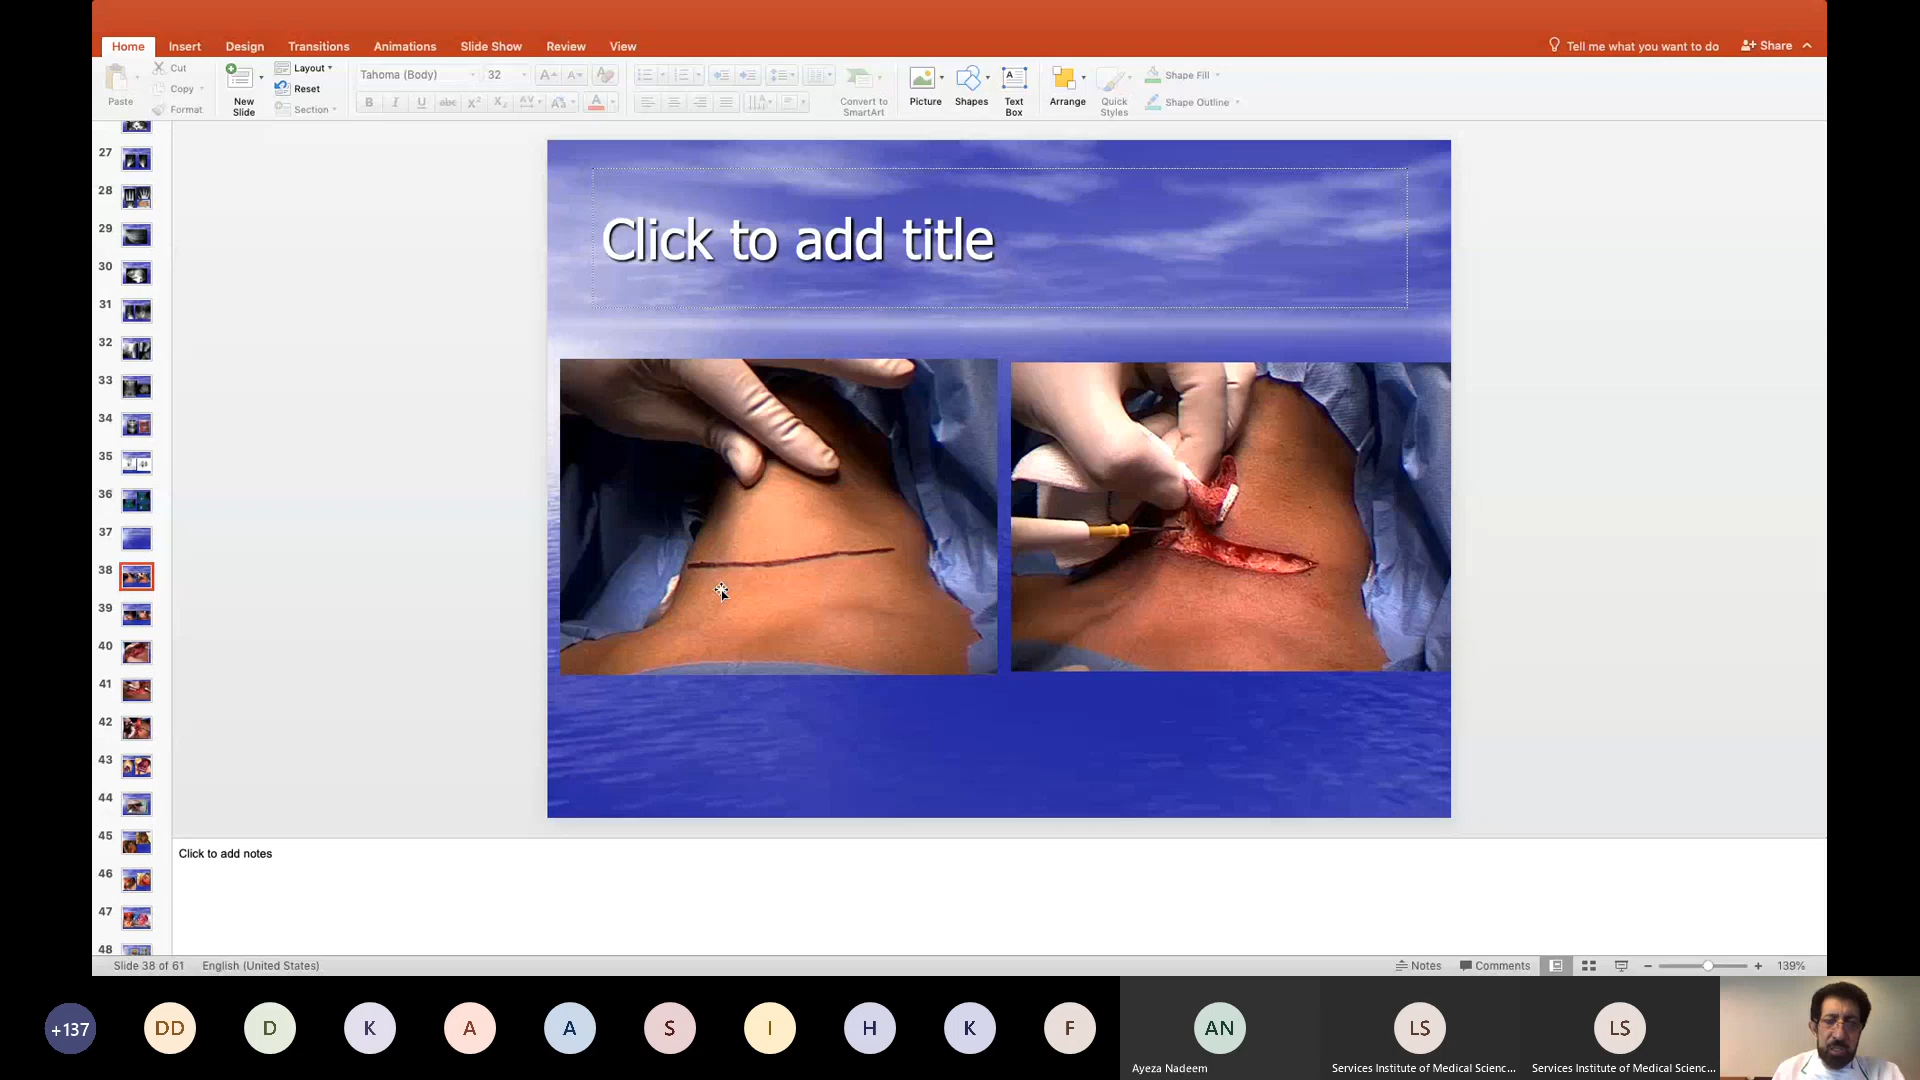 Home Insert Design Transitions Animations Slide Show Review View Tell me what you want to do Share
Paste Cut Copy Format
New Slide Layout Reset Section
Tahoma (Body) 32
B I U abc X² X₂ AV Aa A
Convert to SmartArt
Picture Shapes Text Box Arrange Quick Styles Shape Fill Shape Outline
27
28
29
30
31
32
33
34
35
36
37
38
39
40
41
42
43
44
45
46
47
48
Click to add title
Click to add notes
Slide 38 of 61 English (United States) Notes Comments 139%
+137 DD D K A A S I H K F AN LS LS
Ayeza Nadeem Services Institute of Medical Scienc... Services Institute of Medical Scienc...